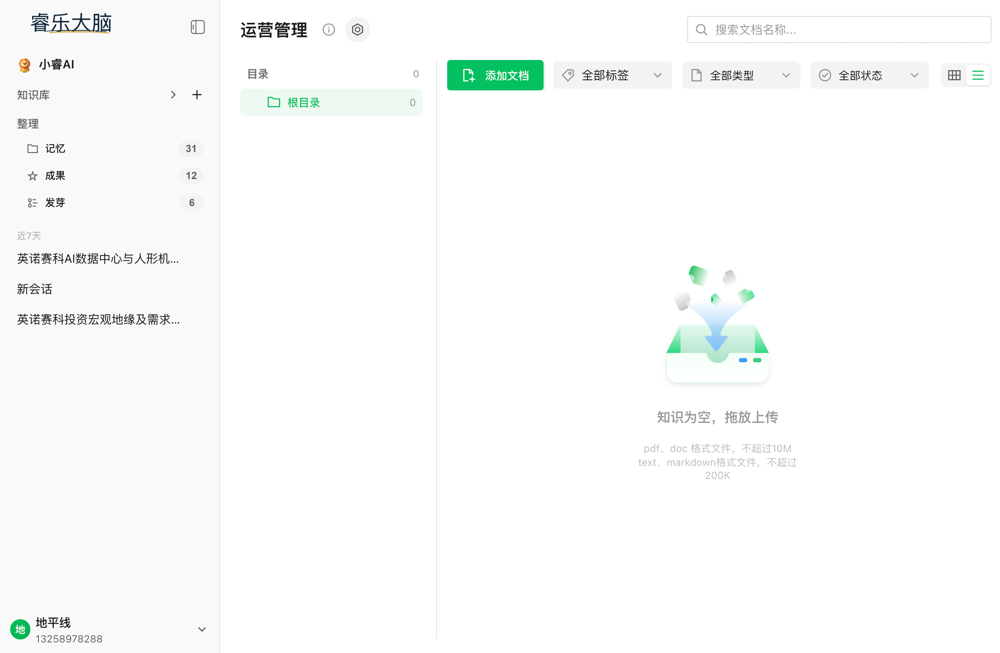 睿乐大脑
小睿AI
知识库
整理
记忆 31
成果 12
发芽 6
近7天
英诺赛科AI数据中心与人形机...
新会话
英诺赛科投资宏观地缘及需求...
地 地平线
13258978288
运营管理
搜索文档名称...
目录 0
根目录 0
添加文档
全部标签
全部类型
全部状态
知识为空，拖放上传
pdf、doc 格式文件，不超过10M
text、markdown格式文件，不超过
200K